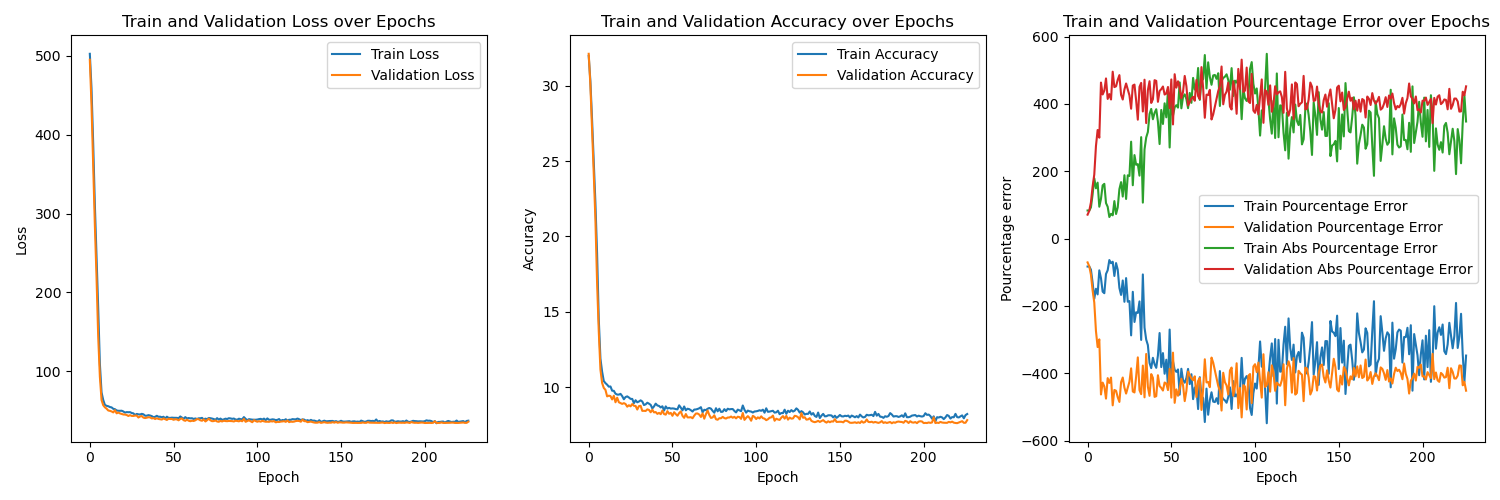 Train and Validation Loss over Epochs
Train Loss
Validation Loss
500
400
300
200
100
Loss
0
50
100
150
200
Epoch
Train and Validation Accuracy over Epochs
Train Accuracy
Validation Accuracy
30
25
20
15
10
Accuracy
0
50
100
150
200
Epoch
Train and Validation Pourcentage Error over Epochs
600
400
200
0
−200
−400
−600
Pourcentage error
Train Pourcentage Error
Validation Pourcentage Error
Train Abs Pourcentage Error
Validation Abs Pourcentage Error
0
50
100
150
200
Epoch